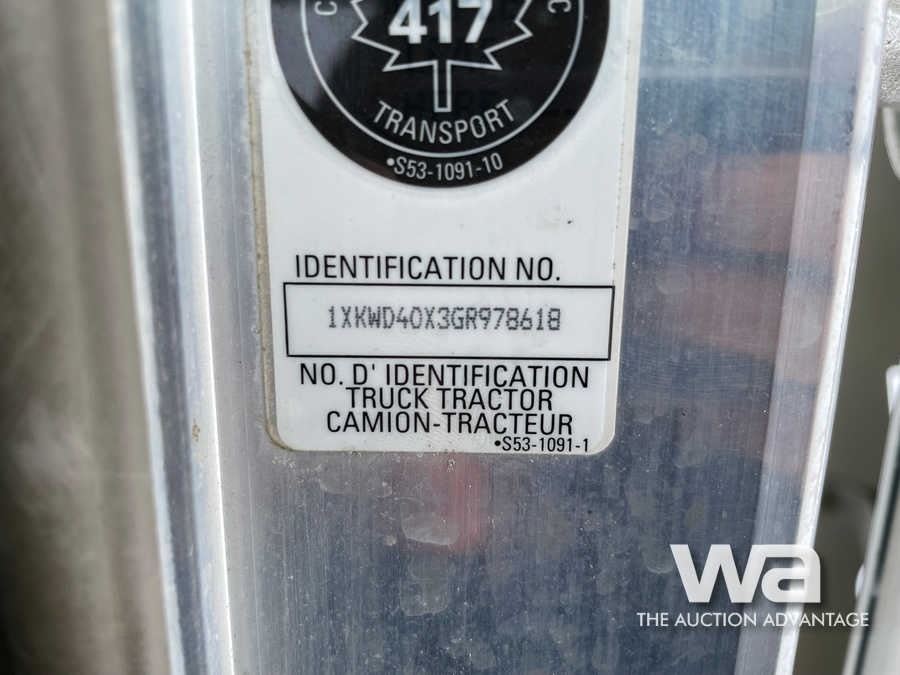 417
TRANSPORT
•S53-1091-10
IDENTIFICATION NO.
1XKWD40X3GR978618
NO. D' IDENTIFICATION
TRUCK TRACTOR
CAMION-TRACTEUR
•S53-1091-1
wa
THE AUCTION ADVANTAGE